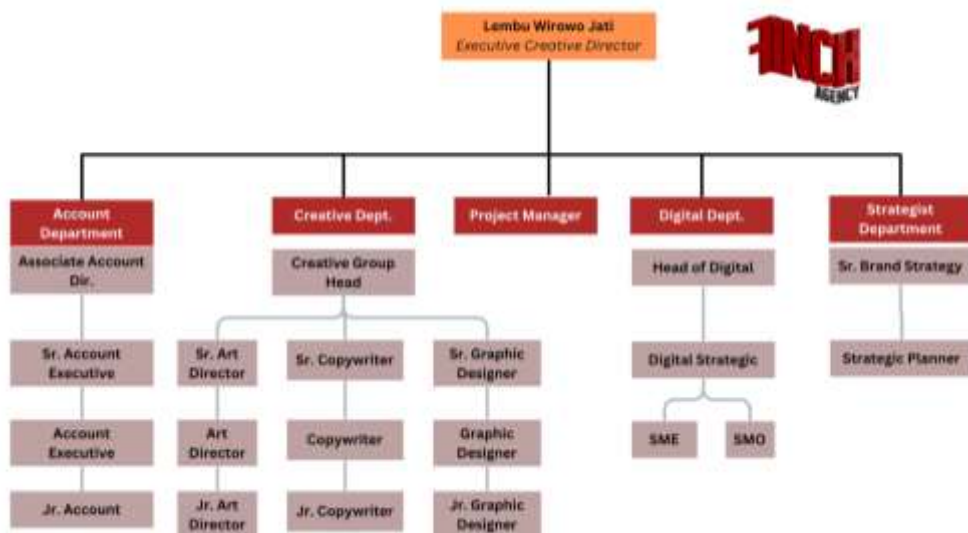 Lembu Wirowo Jati
Executive Creative Director
FINCH
AGENCY
Account
Department
Creative Dept.
Project Manager
Digital Dept.
Strategist
Department
Associate Account
Dir.
Creative Group
Head
Head of Digital
Sr. Brand Strategy
Sr. Account
Executive
Sr. Art
Director
Sr. Copywriter
Sr. Graphic
Designer
Digital Strategic
Strategic Planner
Account
Executive
Art
Director
Copywriter
Graphic
Designer
SME
SMO
Jr. Account
Jr. Art
Director
Jr. Copywriter
Jr. Graphic
Designer